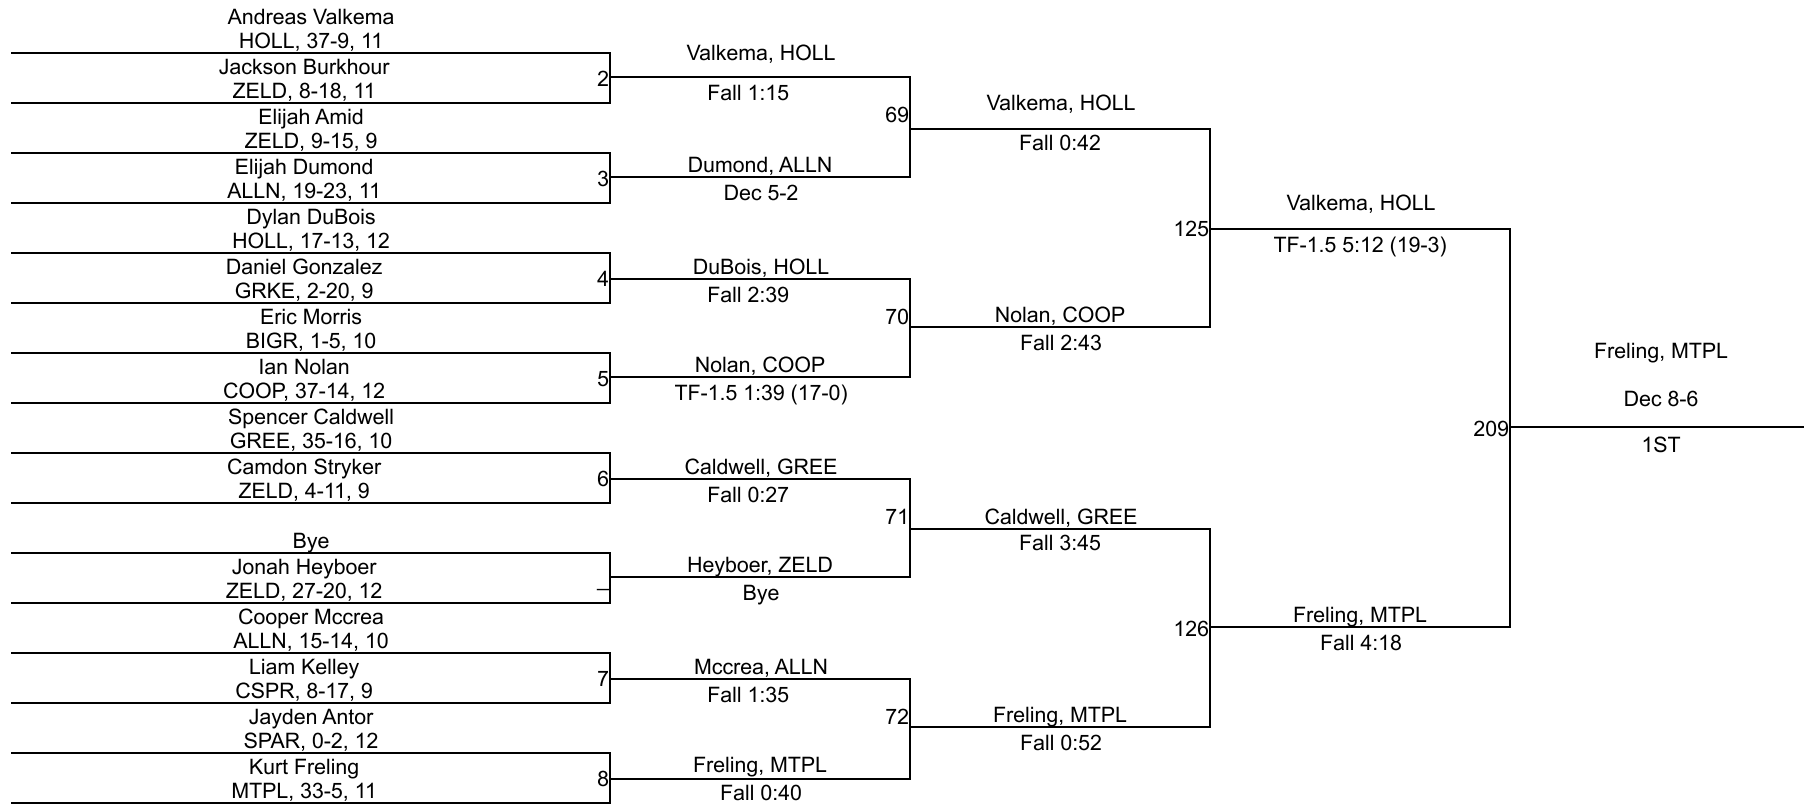 Andreas Valkema
HOLL, 37-9, 11
Jackson Burkhour
ZELD, 8-18, 11
2
Elijah Amid
ZELD, 9-15, 9
Elijah Dumond
ALLN, 19-23, 11
3
Dylan DuBois
HOLL, 17-13, 12
Daniel Gonzalez
GRKE, 2-20, 9
4
Eric Morris
BIGR, 1-5, 10
Ian Nolan
COOP, 37-14, 12
5
Spencer Caldwell
GREE, 35-16, 10
Camdon Stryker
ZELD, 4-11, 9
6
Bye
Jonah Heyboer
ZELD, 27-20, 12
Cooper Mccrea
ALLN, 15-14, 10
Liam Kelley
CSPR, 8-17, 9
7
Jayden Antor
SPAR, 0-2, 12
Kurt Freling
MTPL, 33-5, 11
8
Valkema, HOLL
Fall 1:15
69
Dumond, ALLN
Dec 5-2
DuBois, HOLL
Fall 2:39
70
Nolan, COOP
TF-1.5 1:39 (17-0)
Caldwell, GREE
Fall 0:27
71
Heyboer, ZELD
Bye
Mccrea, ALLN
Fall 1:35
72
Freling, MTPL
Fall 0:40
Valkema, HOLL
Fall 0:42
125
Nolan, COOP
Fall 2:43
Caldwell, GREE
Fall 3:45
126
Freling, MTPL
Fall 0:52
Valkema, HOLL
TF-1.5 5:12 (19-3)
209
Freling, MTPL
Fall 4:18
Freling, MTPL
Dec 8-6
1ST